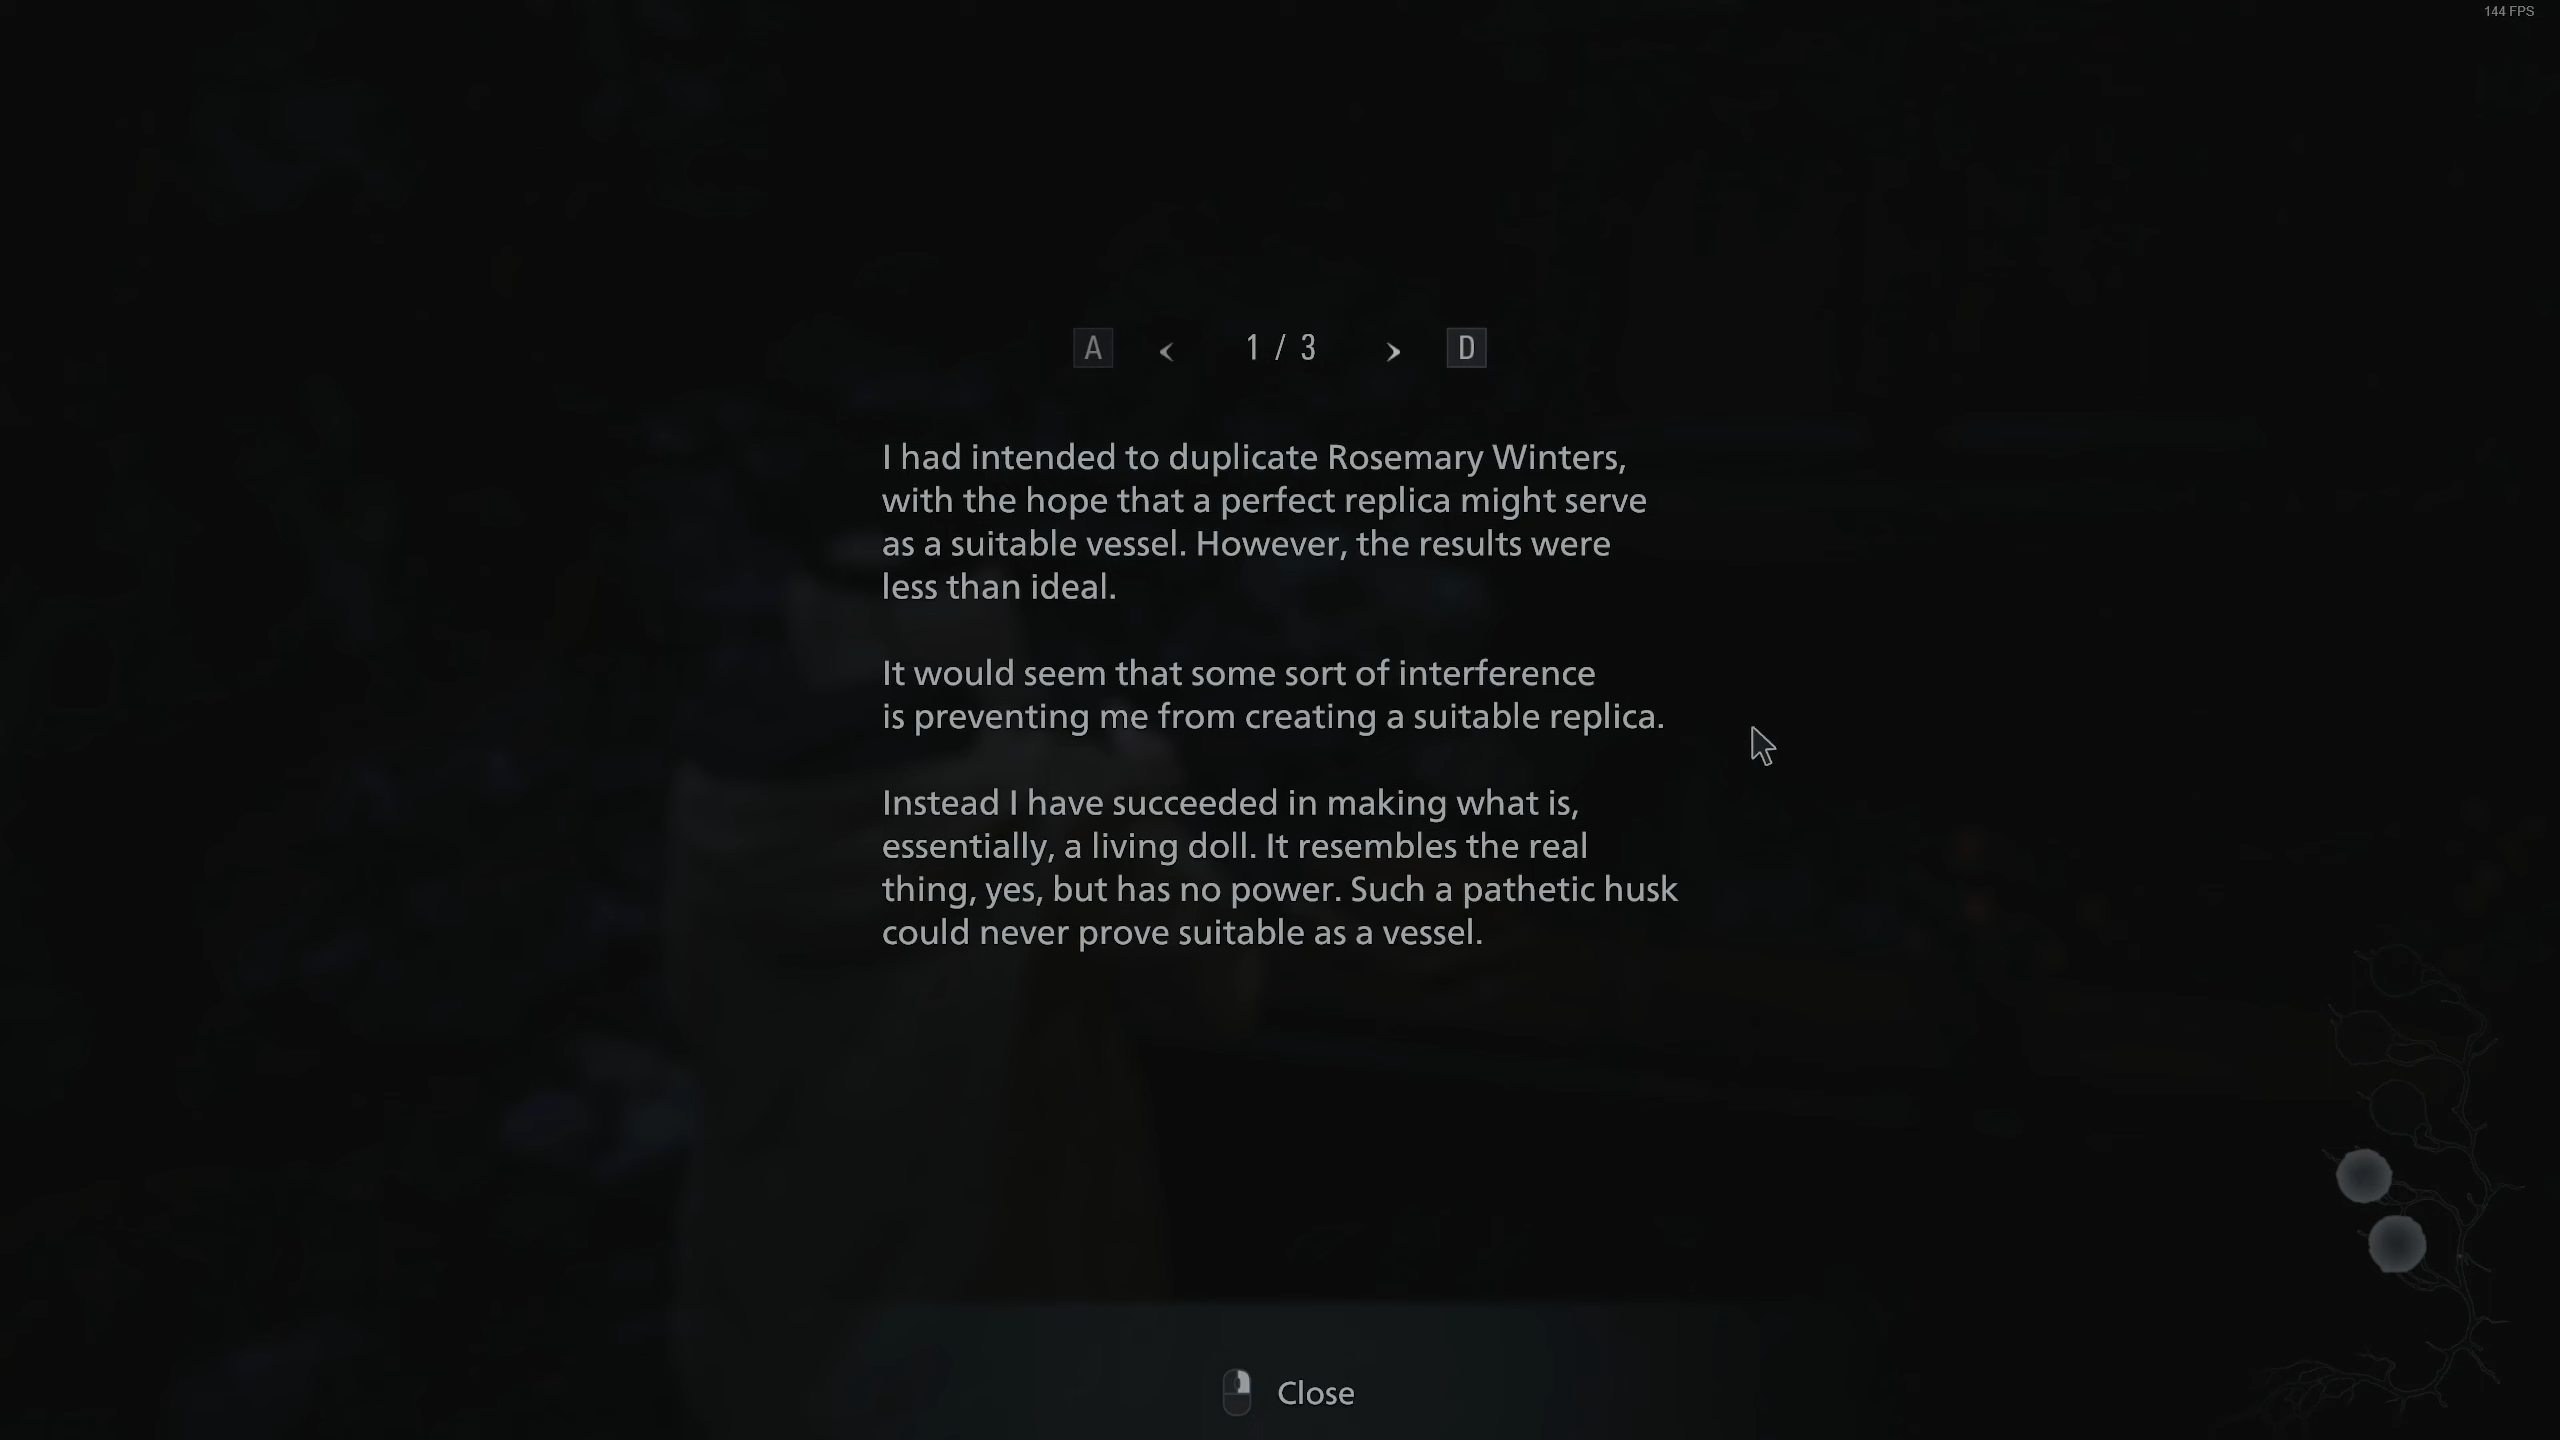 144 FPS
A < 1 / 3 > D
I had intended to duplicate Rosemary Winters,
with the hope that a perfect replica might serve
as a suitable vessel. However, the results were
less than ideal.
It would seem that some sort of interference
is preventing me from creating a suitable replica.
Instead I have succeeded in making what is,
essentially, a living doll. It resembles the real
thing, yes, but has no power. Such a pathetic husk
could never prove suitable as a vessel.
Close